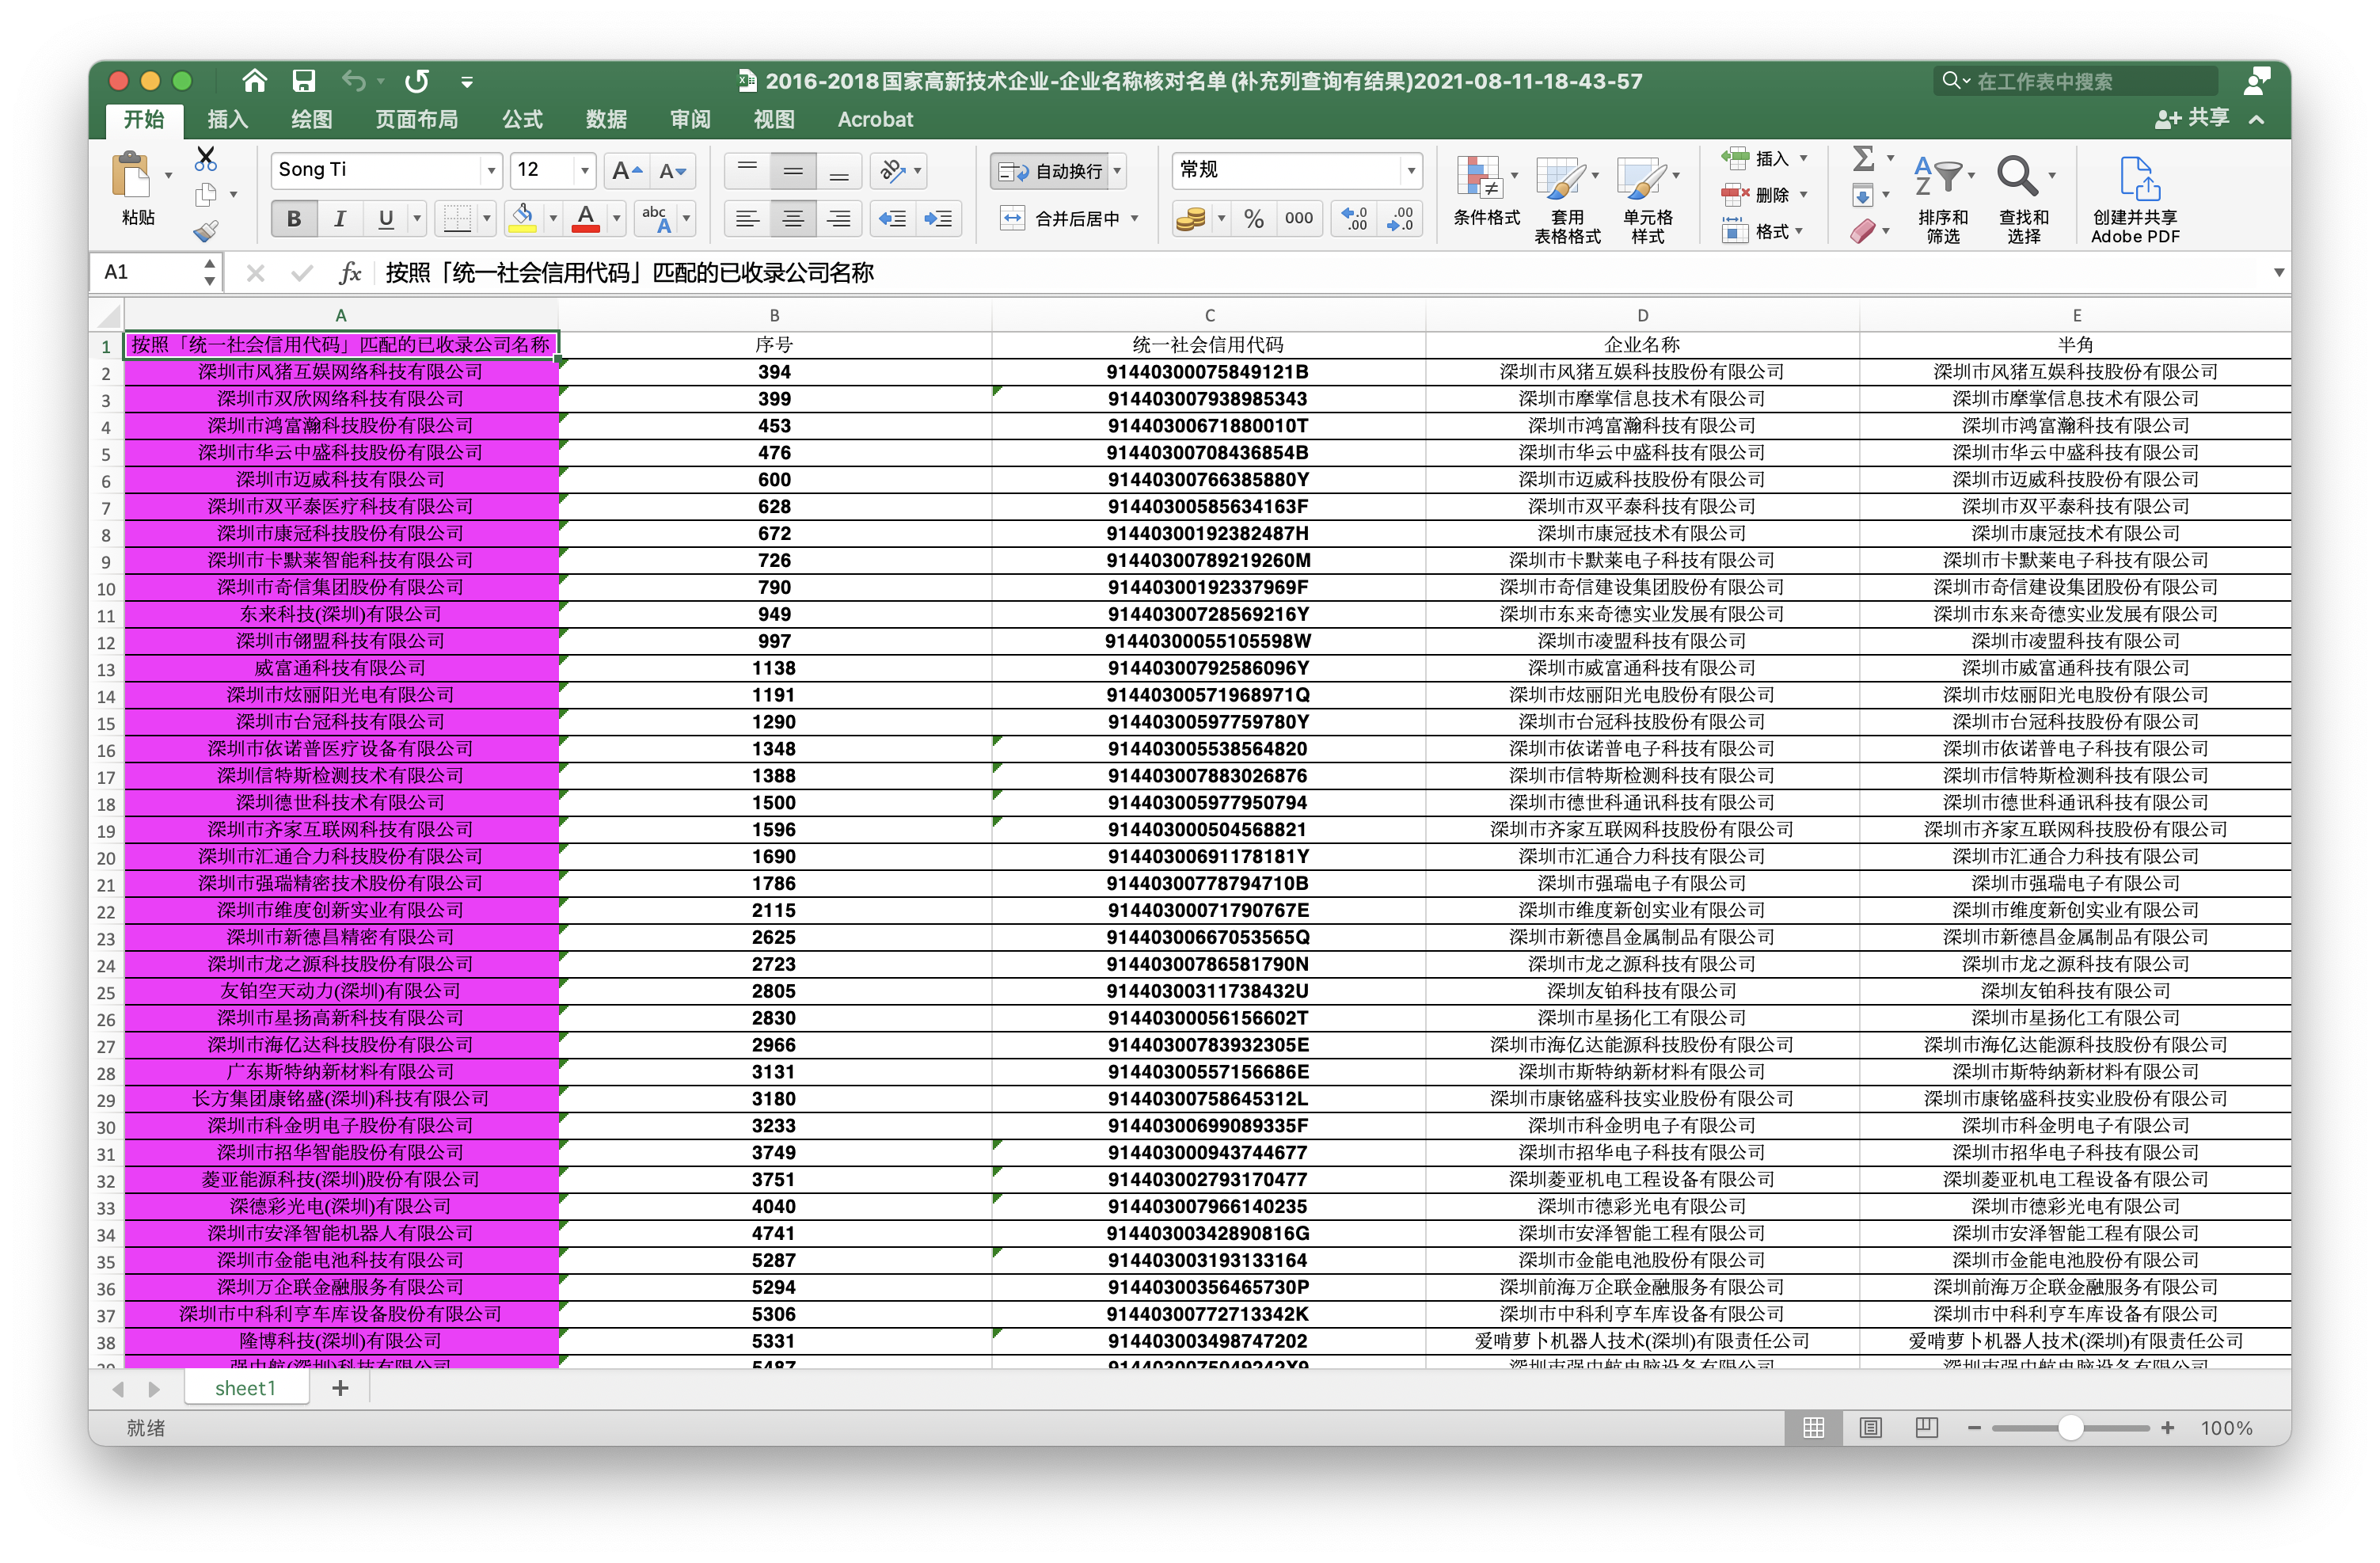 2016-2018国家高新技术企业-企业名称核对名单(补充列查询有结果)2021-08-11-18-43-57
在工作表中搜索
开始 插入 绘图 页面布局 公式 数据 审阅 视图 Acrobat 共享
粘贴
Song Ti 12
自动换行
合并后居中
常规
条件格式
套用
表格格式
单元格
样式
插入
删除
格式
排序和
筛选
查找和
选择
创建并共享
Adobe PDF
A1 fx 按照「统一社会信用代码」匹配的已收录公司名称
A B C D E
1 按照「统一社会信用代码」匹配的已收录公司名称 序号 统一社会信用代码 企业名称 半角
2 深圳市风猪互娱网络科技有限公司 394 91440300075849121B 深圳市风猪互娱科技股份有限公司 深圳市风猪互娱科技股份有限公司
3 深圳市双欣网络科技有限公司 399 914403007938985343 深圳市摩掌信息技术有限公司 深圳市摩掌信息技术有限公司
4 深圳市鸿富瀚科技股份有限公司 453 91440300671880010T 深圳市鸿富瀚科技有限公司 深圳市鸿富瀚科技有限公司
5 深圳市华云中盛科技股份有限公司 476 91440300708436854B 深圳市华云中盛科技有限公司 深圳市华云中盛科技有限公司
6 深圳市迈威科技有限公司 600 91440300766385880Y 深圳市迈威科技股份有限公司 深圳市迈威科技股份有限公司
7 深圳市双平泰医疗科技有限公司 628 91440300585634163F 深圳市双平泰科技有限公司 深圳市双平泰科技有限公司
8 深圳市康冠科技股份有限公司 672 91440300192382487H 深圳市康冠技术有限公司 深圳市康冠技术有限公司
9 深圳市卡默莱智能科技有限公司 726 91440300789219260M 深圳市卡默莱电子科技有限公司 深圳市卡默莱电子科技有限公司
10 深圳市奇信集团股份有限公司 790 91440300192337969F 深圳市奇信建设集团股份有限公司 深圳市奇信建设集团股份有限公司
11 东来科技(深圳)有限公司 949 91440300728569216Y 深圳市东来奇德实业发展有限公司 深圳市东来奇德实业发展有限公司
12 深圳市翎盟科技有限公司 997 91440300055105598W 深圳市凌盟科技有限公司 深圳市凌盟科技有限公司
13 威富通科技有限公司 1138 91440300792586096Y 深圳市威富通科技有限公司 深圳市威富通科技有限公司
14 深圳市炫丽阳光电有限公司 1191 91440300571968971Q 深圳市炫丽阳光电股份有限公司 深圳市炫丽阳光电股份有限公司
15 深圳市台冠科技有限公司 1290 91440300597759780Y 深圳市台冠科技股份有限公司 深圳市台冠科技股份有限公司
16 深圳市依诺普医疗设备有限公司 1348 914403005538564820 深圳市依诺普电子科技有限公司 深圳市依诺普电子科技有限公司
17 深圳信特斯检测技术有限公司 1388 914403007883026876 深圳市信特斯检测科技有限公司 深圳市信特斯检测科技有限公司
18 深圳德世科技术有限公司 1500 914403005977950794 深圳市德世科通讯科技有限公司 深圳市德世科通讯科技有限公司
19 深圳市齐家互联网科技有限公司 1596 914403000504568821 深圳市齐家互联网科技股份有限公司 深圳市齐家互联网科技股份有限公司
20 深圳市汇通合力科技股份有限公司 1690 91440300691178181Y 深圳市汇通合力科技有限公司 深圳市汇通合力科技有限公司
21 深圳市强瑞精密技术股份有限公司 1786 91440300778794710B 深圳市强瑞电子有限公司 深圳市强瑞电子有限公司
22 深圳市维度创新实业有限公司 2115 91440300071790767E 深圳市维度新创实业有限公司 深圳市维度新创实业有限公司
23 深圳市新德昌精密有限公司 2625 91440300667053565Q 深圳市新德昌金属制品有限公司 深圳市新德昌金属制品有限公司
24 深圳市龙之源科技股份有限公司 2723 91440300786581790N 深圳市龙之源科技有限公司 深圳市龙之源科技有限公司
25 友铂空天动力(深圳)有限公司 2805 91440300311738432U 深圳友铂科技有限公司 深圳友铂科技有限公司
26 深圳市星扬高新科技有限公司 2830 91440300056156602T 深圳市星扬化工有限公司 深圳市星扬化工有限公司
27 深圳市海亿达科技股份有限公司 2966 91440300783932305E 深圳市海亿达能源科技股份有限公司 深圳市海亿达能源科技股份有限公司
28 广东斯特纳新材料有限公司 3131 91440300557156686E 深圳市斯特纳新材料有限公司 深圳市斯特纳新材料有限公司
29 长方集团康铭盛(深圳)科技有限公司 3180 91440300758645312L 深圳市康铭盛科技实业股份有限公司 深圳市康铭盛科技实业股份有限公司
30 深圳市科金明电子股份有限公司 3233 91440300699089335F 深圳市科金明电子有限公司 深圳市科金明电子有限公司
31 深圳市招华智能股份有限公司 3749 914403000943744677 深圳市招华电子科技有限公司 深圳市招华电子科技有限公司
32 菱亚能源科技(深圳)股份有限公司 3751 914403002793170477 深圳菱亚机电工程设备有限公司 深圳菱亚机电工程设备有限公司
33 深德彩光电(深圳)有限公司 4040 914403007966140235 深圳市德彩光电有限公司 深圳市德彩光电有限公司
34 深圳市安泽智能机器人有限公司 4741 91440300342890816G 深圳市安泽智能工程有限公司 深圳市安泽智能工程有限公司
35 深圳市金能电池科技有限公司 5287 914403003193133164 深圳市金能电池股份有限公司 深圳市金能电池股份有限公司
36 深圳万企联金融服务有限公司 5294 91440300356465730P 深圳前海万企联金融服务有限公司 深圳前海万企联金融服务有限公司
37 深圳市中科利亨车库设备股份有限公司 5306 91440300772713342K 深圳市中科利亨车库设备有限公司 深圳市中科利亨车库设备有限公司
38 隆博科技(深圳)有限公司 5331 914403003498747202 爱啃萝卜机器人技术(深圳)有限责任公司 爱啃萝卜机器人技术(深圳)有限责任公司
sheet1
就绪 100%